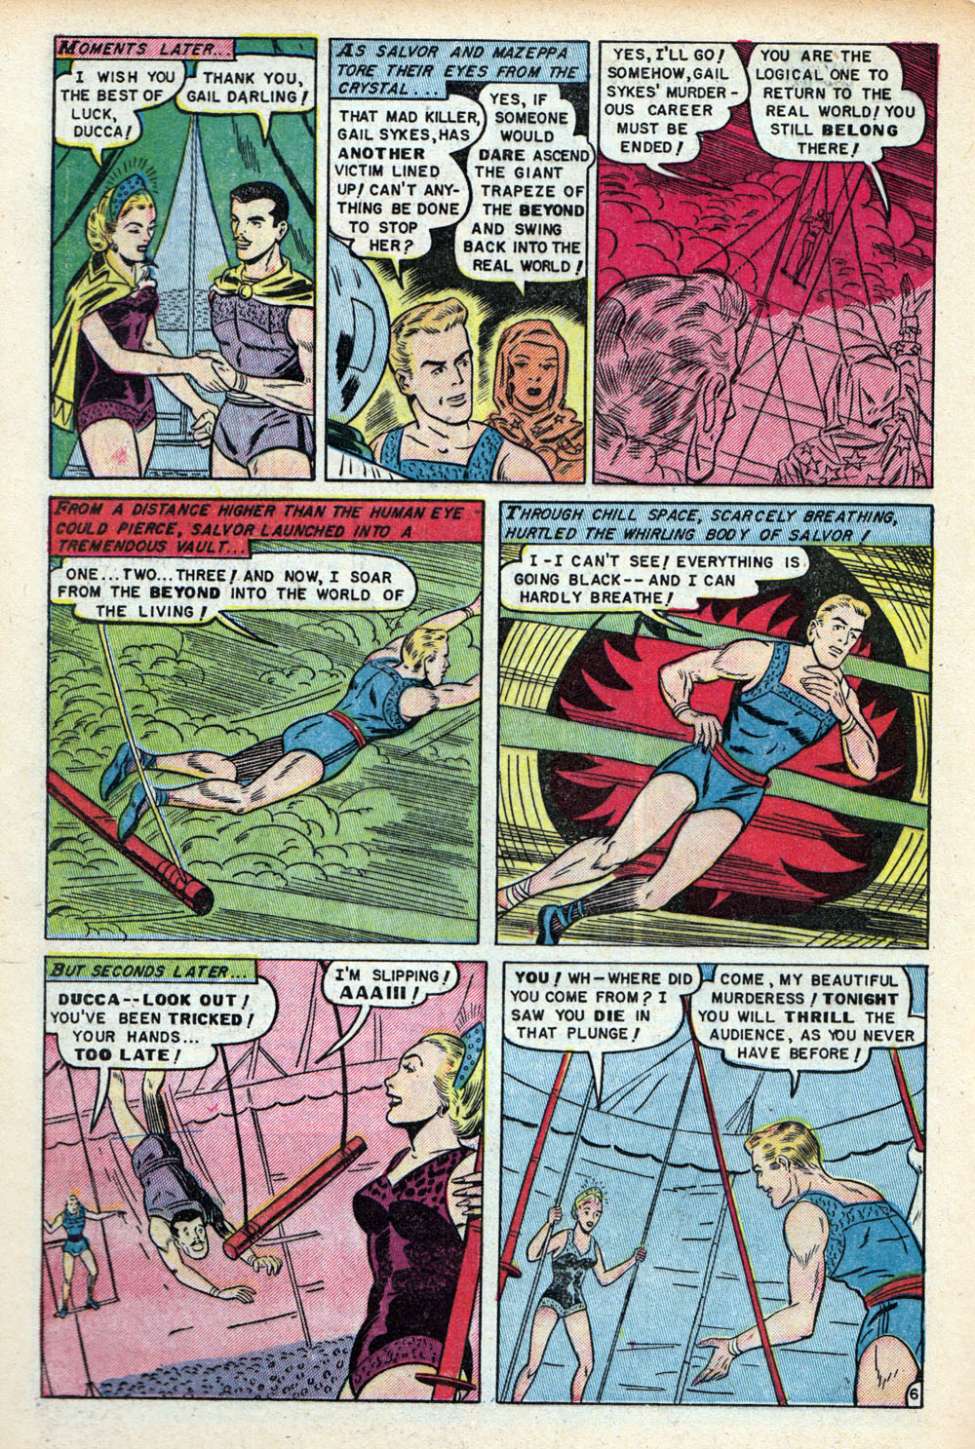 MOMENTS LATER...
I WISH YOU
THE BEST OF
LUCK,
DUCCA!
THANK YOU,
GAIL DARLING!
AS SALVOR AND MAZEPPA
TORE THEIR EYES FROM THE
CRYSTAL...
THAT MAD KILLER,
GAIL SYKES, HAS
ANOTHER
VICTIM LINED
UP! CAN'T ANY-
THING BE DONE
TO STOP
HER?
YES, IF
SOMEONE
WOULD
DARE ASCEND
THE GIANT
TRAPEZE OF
THE BEYOND
AND SWING
BACK INTO THE
REAL WORLD!
YES, I'LL GO!
SOMEHOW, GAIL
SYKES' MURDER-
OUS CAREER
MUST BE
ENDED!
YOU ARE THE
LOGICAL ONE TO
RETURN TO THE
REAL WORLD! YOU
STILL BELONG
THERE!
FROM A DISTANCE HIGHER THAN THE HUMAN EYE
COULD PIERCE, SALVOR LAUNCHED INTO A
TREMENDOUS VAULT...
ONE...TWO...THREE! AND NOW, I SOAR
FROM THE BEYOND INTO THE WORLD OF
THE LIVING!
THROUGH CHILL SPACE, SCARCELY BREATHING,
HURTLED THE WHIRLING BODY OF SALVOR!
I-I CAN'T SEE! EVERYTHING IS
GOING BLACK--AND I CAN
HARDLY BREATHE!
BUT SECONDS LATER...
DUCCA--LOOK OUT!
YOU'VE BEEN TRICKED!
YOUR HANDS...
TOO LATE!
I'M SLIPPING!
AAAIII!
YOU! WH-WHERE DID
YOU COME FROM? I
SAW YOU DIE IN
THAT PLUNGE!
COME, MY BEAUTIFUL
MURDERESS! TONIGHT
YOU WILL THRILL THE
AUDIENCE, AS YOU NEVER
HAVE BEFORE!
6